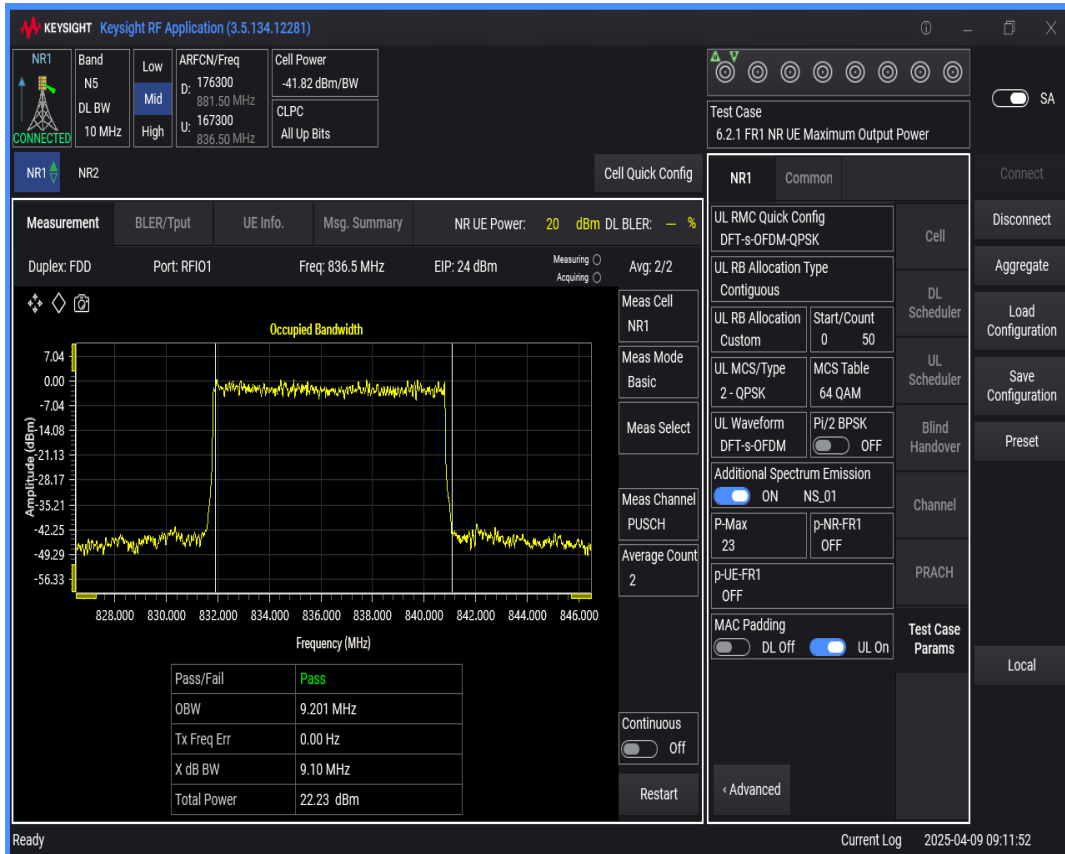 KEYSIGHT Keysight RF Application (3.5.134.12281)
NR1
CONNECTED
Band
N5
DL BW
10 MHz
Low
Mid
High
ARFCN/Freq
D: 176300
881.50 MHz
U: 167300
836.50 MHz
Cell Power
-41.82 dBm/BW
CLPC
All Up Bits
Test Case
6.2.1 FR1 NR UE Maximum Output Power
SA
NR1 NR2
Cell Quick Config
NR1 Common
Connect
Disconnect
Aggregate
Load Configuration
Save Configuration
Preset
Local
Measurement BLER/Tput UE Info. Msg. Summary NR UE Power: 20 dBm DL BLER: — %
Duplex: FDD Port: RFIO1 Freq: 836.5 MHz EIP: 24 dBm Measuring Acquiring Avg: 2/2
Occupied Bandwidth
Amplitude (dBm)
7.04
0.00
-7.04
-14.08
-21.13
-28.17
-35.21
-42.25
-49.29
-56.33
828.000 830.000 832.000 834.000 836.000 838.000 840.000 842.000 844.000 846.000
Frequency (MHz)
Pass/Fail Pass
OBW 9.201 MHz
Tx Freq Err 0.00 Hz
X dB BW 9.10 MHz
Total Power 22.23 dBm
Meas Cell
NR1
Meas Mode
Basic
Meas Select
Meas Channel
PUSCH
Average Count
2
Continuous
Off
Restart
UL RMC Quick Config
DFT-s-OFDM-QPSK
UL RB Allocation Type
Contiguous
UL RB Allocation
Custom
Start/Count
0 50
UL MCS/Type
2 - QPSK
MCS Table
64 QAM
UL Waveform
DFT-s-OFDM
Pi/2 BPSK
OFF
Additional Spectrum Emission
ON NS_01
P-Max
23
p-NR-FR1
OFF
p-UE-FR1
OFF
MAC Padding
DL Off UL On
‹ Advanced
Cell
DL Scheduler
UL Scheduler
Blind Handover
Channel
PRACH
Test Case Params
Ready
Current Log 2025-04-09 09:11:52